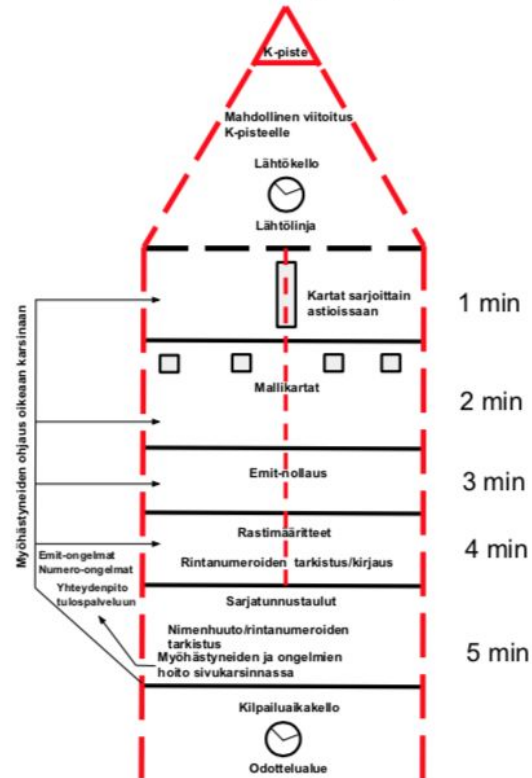 K-piste
Mahdollinen viitoitus
K-pisteelle
Lähtökello
Lähtölinja
Kartat sarjoittain
astioissaan
1 min
Mallikartat
2 min
Emit-nollaus
3 min
Rastimääritteet
Rintanumeroiden tarkistus/kirjaus
4 min
Myöhästyneiden ohjaus oikeaan karsinaan
Emit-ongelmat
Numero-ongelmat
Yhteydenpito
tulospalveluun
Sarjatunnustaulut
Nimenhuuto/rintanumeroiden
tarkistus
Myöhästyneiden ja ongelmien
hoito sivukarsinnassa
5 min
Kilpailuaikakello
Odottelualue